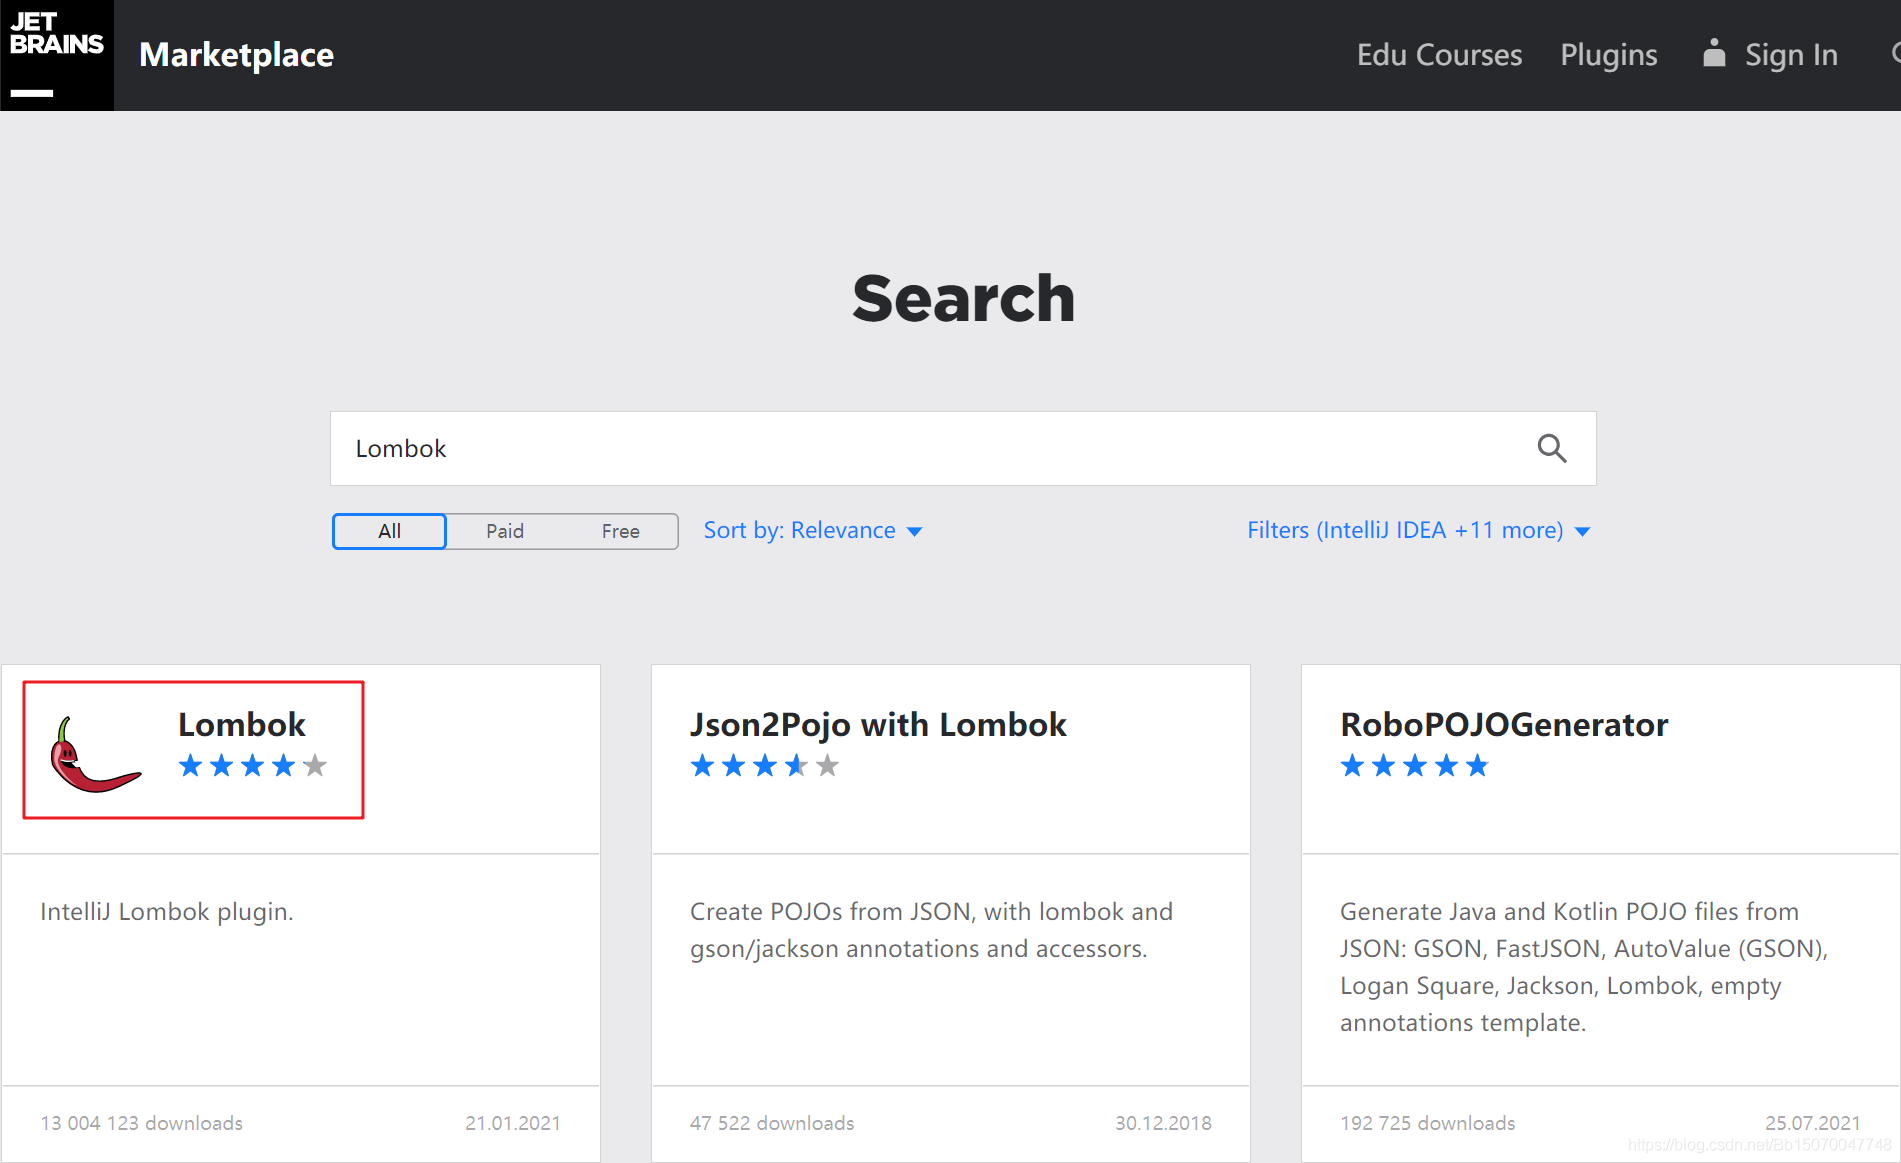 JET
BRAINS
Marketplace
Edu Courses
Plugins
Sign In
Search
Lombok
All
Paid
Free
Sort by: Relevance
Filters (IntelliJ IDEA +11 more)
Lombok
IntelliJ Lombok plugin.
13 004 123 downloads
21.01.2021
Json2Pojo with Lombok
Create POJOs from JSON, with lombok and
gson/jackson annotations and accessors.
47 522 downloads
30.12.2018
RoboPOJOGenerator
Generate Java and Kotlin POJO files from
JSON: GSON, FastJSON, AutoValue (GSON),
Logan Square, Jackson, Lombok, empty
annotations template.
192 725 downloads
25.07.2021
https://blog.csdn.net/Bb15070047748